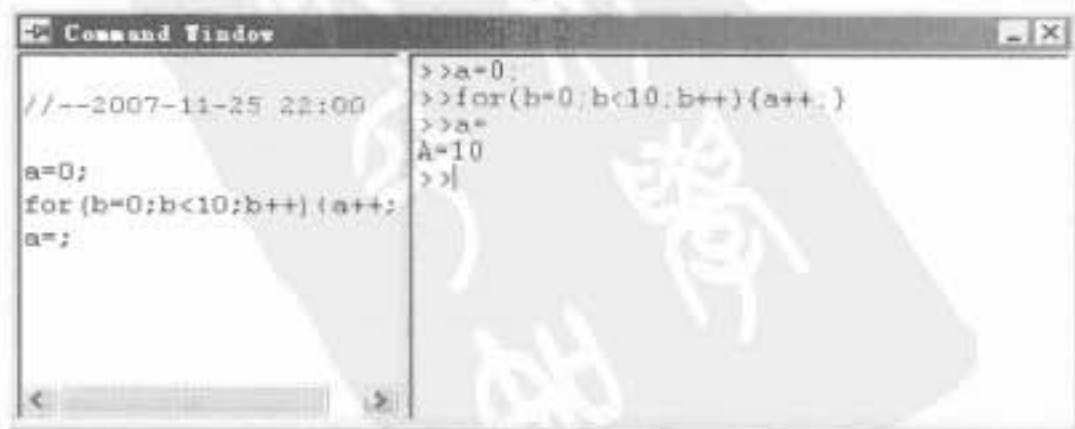 Command Window
//--2007-11-25 22:00
a=0;
for(b=0;b<10;b++){a++;
a=;
>>a=0;
>>for(b=0;b<10;b++){a++;}
>>a=
A=10
>>